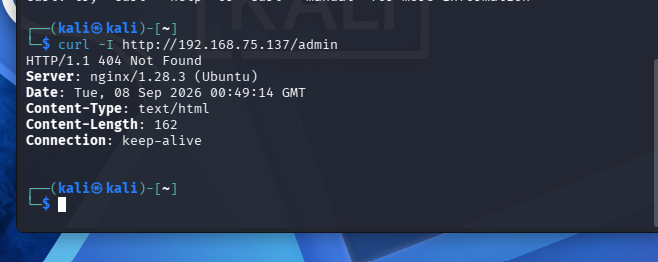 KALI
┌──(kali㉿kali)-[~]
└─$ curl -I http://192.168.75.137/admin
HTTP/1.1 404 Not Found
Server: nginx/1.28.3 (Ubuntu)
Date: Tue, 08 Sep 2026 00:49:14 GMT
Content-Type: text/html
Content-Length: 162
Connection: keep-alive
┌──(kali㉿kali)-[~]
└─$